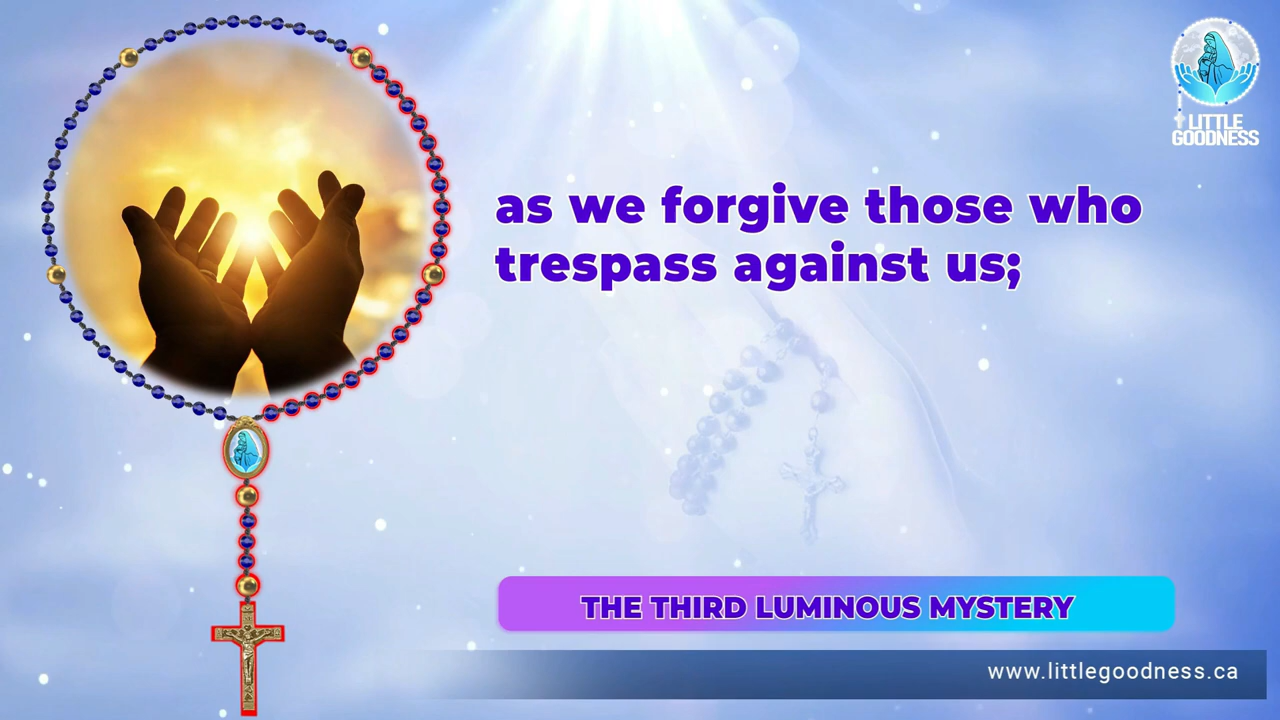 LITTLE
GOODNESS
as we forgive those who
trespass against us;
THE THIRD LUMINOUS MYSTERY
www.littlegoodness.ca